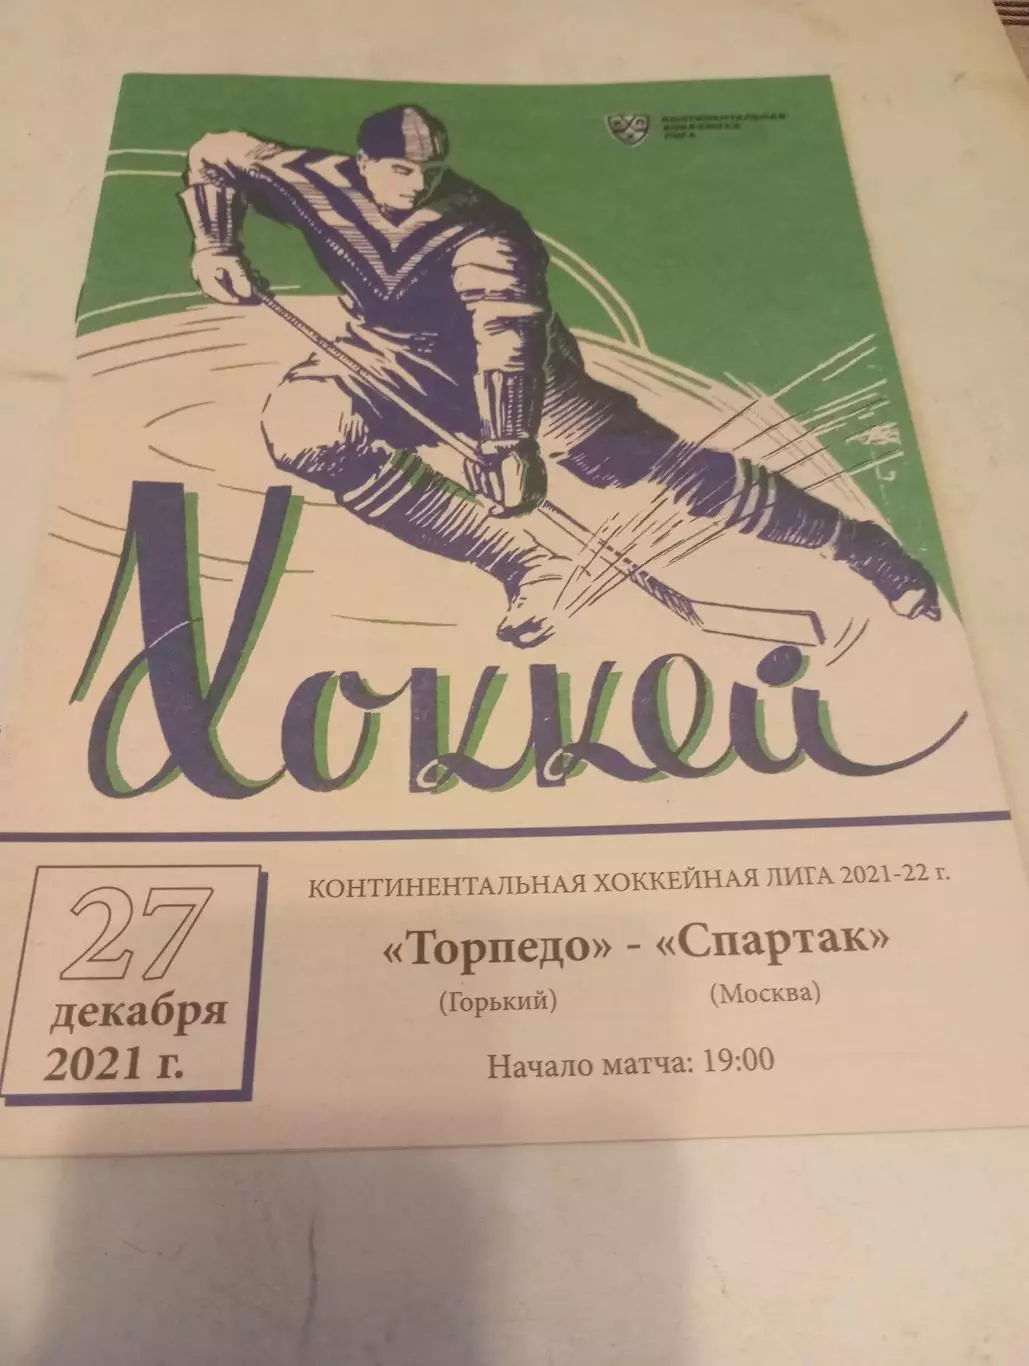 КОНТИНЕНТАЛЬНАЯ
ХОККЕЙНАЯ
ЛИГА
Хоккей
27
декабря
2021 г.
КОНТИНЕНТАЛЬНАЯ ХОККЕЙНАЯ ЛИГА 2021-22 г.
«Торпедо» - «Спартак»
(Горький) (Москва)
Начало матча: 19:00